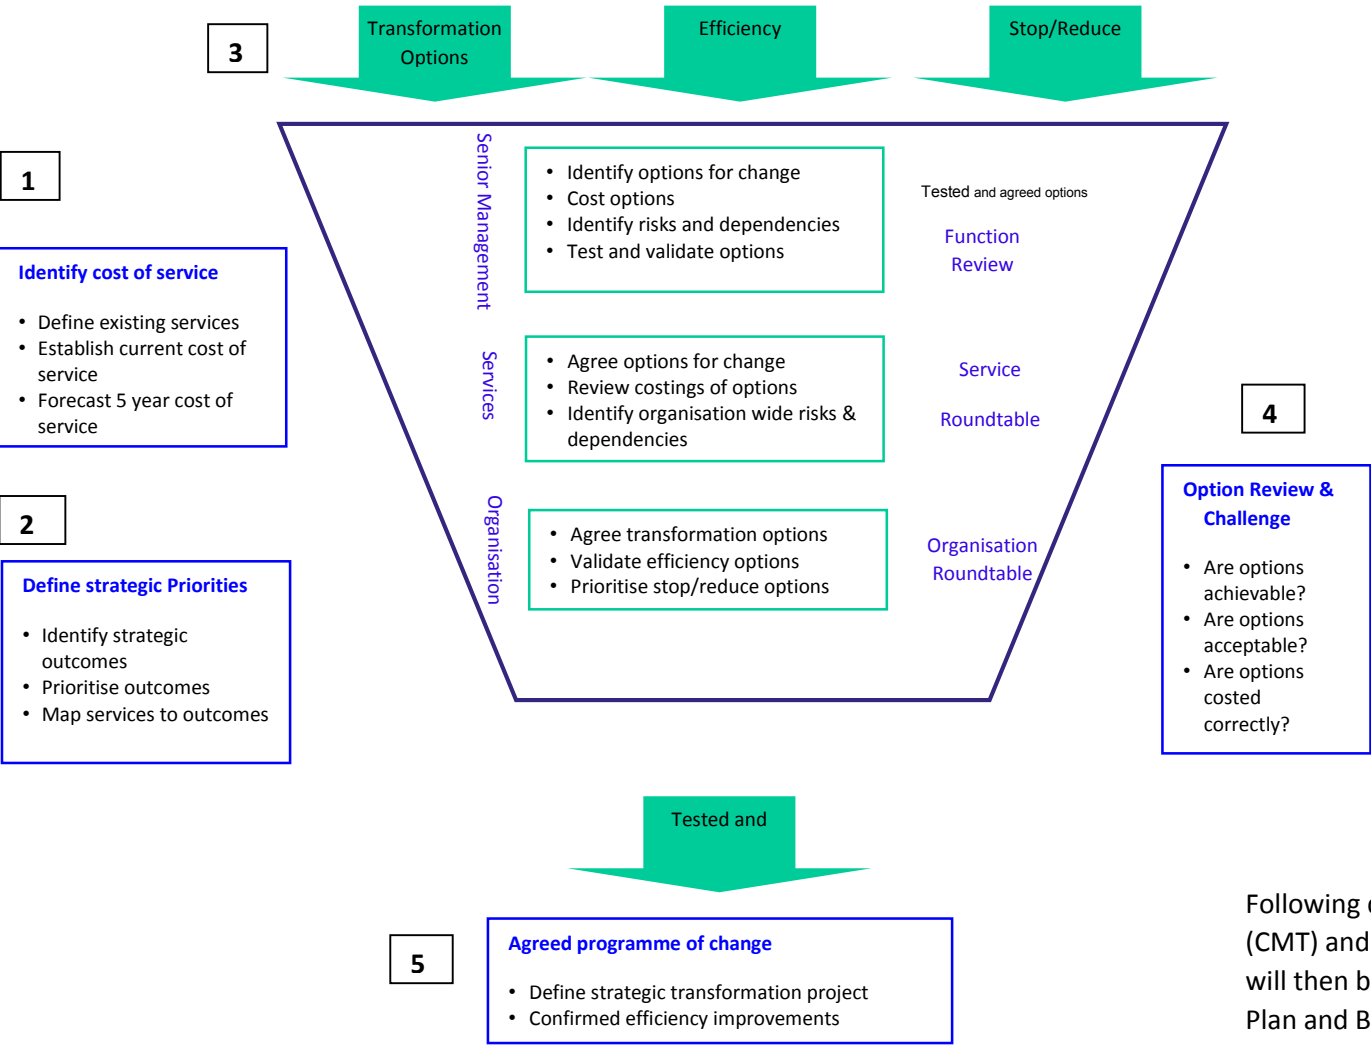 3
Transformation
Options
Efficiency
Stop/Reduce
1
Identify cost of service
• Define existing services
• Establish current cost of
service
• Forecast 5 year cost of
service
2
Define strategic Priorities
• Identify strategic
outcomes
• Prioritise outcomes
• Map services to outcomes
Senior Management
• Identify options for change
• Cost options
• Identify risks and dependencies
• Test and validate options
Tested and agreed options
Function
Review
Services
• Agree options for change
• Review costings of options
• Identify organisation wide risks &
dependencies
Service
Roundtable
Organisation
• Agree transformation options
• Validate efficiency options
• Prioritise stop/reduce options
Organisation
Roundtable
4
Option Review &
Challenge
• Are options
achievable?
• Are options
acceptable?
• Are options
costed
correctly?
Tested and
5
Agreed programme of change
• Define strategic transformation project
• Confirmed efficiency improvements
Following
(CMT) and
will then
Plan and